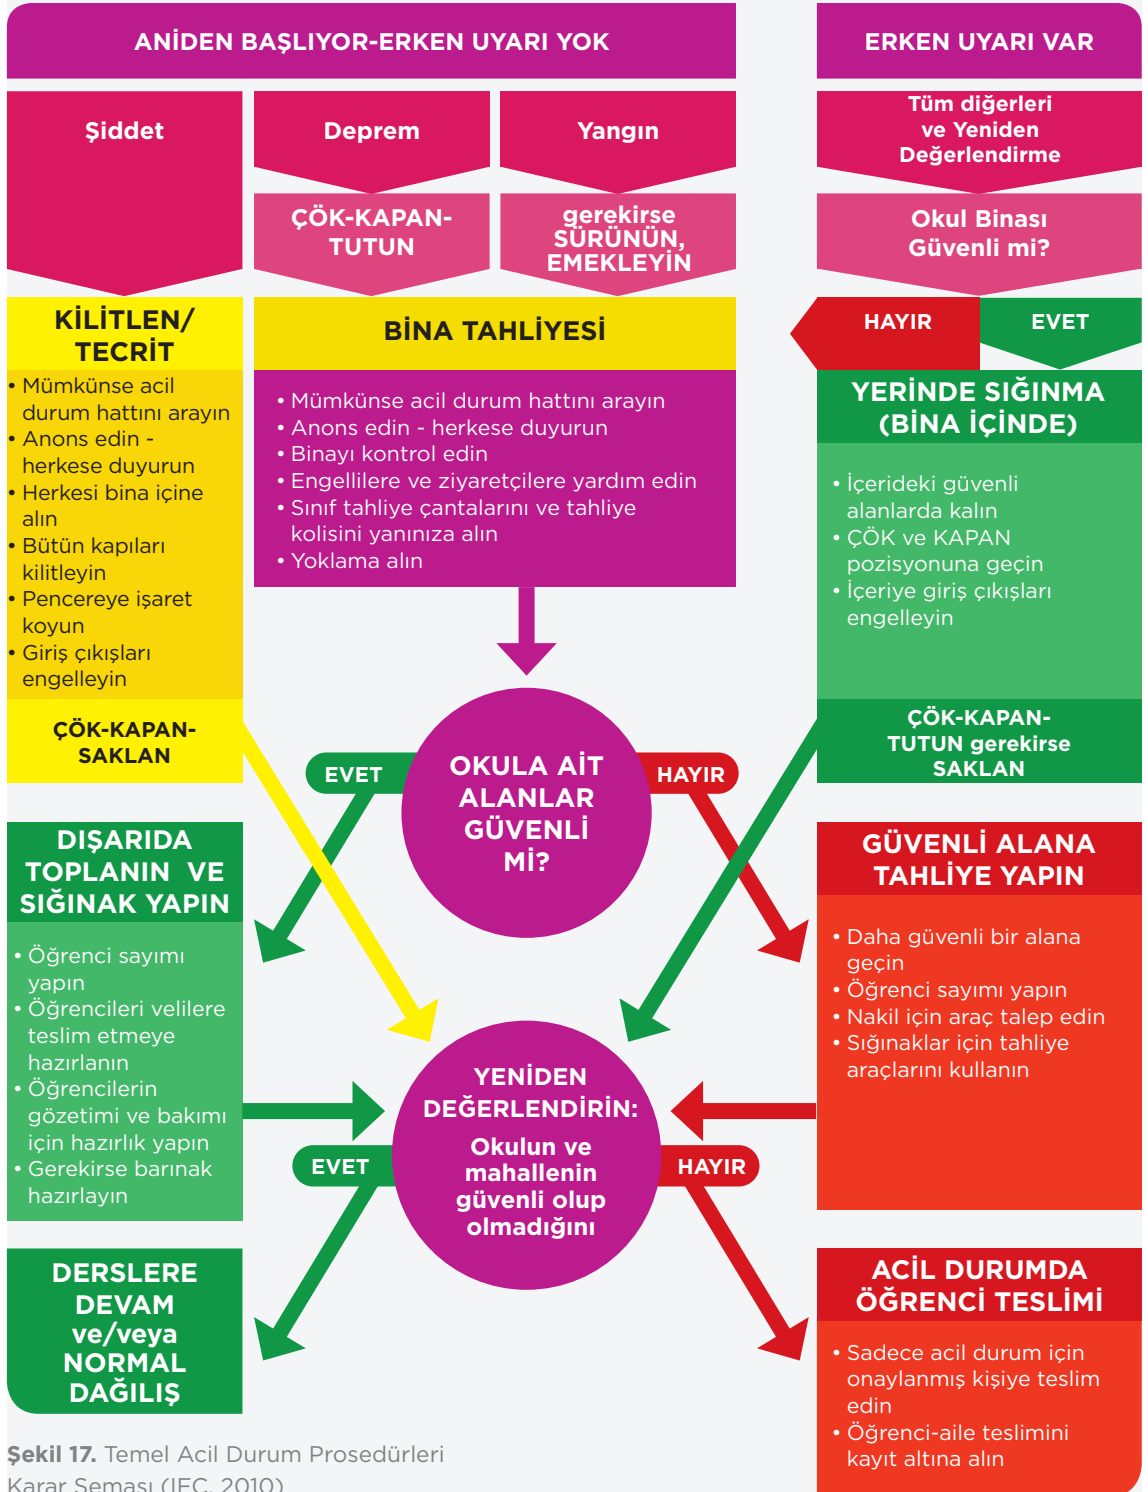 ANİDEN BAŞLIYOR-ERKEN UYARI YOK
ERKEN UYARI VAR
Şiddet
Deprem
Yangın
Tüm diğerleri
ve Yeniden
Değerlendirme
ÇÖK-KAPAN-
TUTUN
gerekirse
SÜRÜNÜN,
EMEKLEYİN
Okul Binası
Güvenli mi?
KİLİTLEN/
TECRİT
• Mümkünse acil
durum hattını arayın
• Anons edin -
herkese duyurun
• Herkesi bina içine
alın
• Bütün kapıları
kilitleyin
• Pencereye işaret
koyun
• Giriş çıkışları
engelleyin
ÇÖK-KAPAN-
SAKLAN
BİNA TAHLİYESİ
• Mümkünse acil durum hattını arayın
• Anons edin - herkese duyurun
• Binayı kontrol edin
• Engellilere ve ziyaretçilere yardım edin
• Sınıf tahliye çantalarını ve tahliye
kolisini yanınıza alın
• Yoklama alın
HAYIR
EVET
YERİNDE SIĞINMA
(BİNA İÇİNDE)
• İçerideki güvenli
alanlarda kalın
• ÇÖK ve KAPAN
pozisyonuna geçin
• İçeriye giriş çıkışları
engelleyin
ÇÖK-KAPAN-
TUTUN gerekirse
SAKLAN
EVET
OKULA AİT
ALANLAR
GÜVENLİ
Mİ?
HAYIR
DIŞARIDA
TOPLANIN VE
SIĞINAK YAPIN
• Öğrenci sayımı
yapın
• Öğrencileri velilere
teslim etmeye
hazırlanın
• Öğrencilerin
gözetimi ve bakımı
için hazırlık yapın
• Gerekirse barınak
hazırlayın
GÜVENLİ ALANA
TAHLİYE YAPIN
• Daha güvenli bir alana
geçin
• Öğrenci sayımı yapın
• Nakil için araç talep edin
• Sığınaklar için tahliye
araçlarını kullanın
YENİDEN
DEĞERLENDİRİN:
Okulun ve
mahallenin
güvenli olup
olmadığını
EVET
HAYIR
DERSLERE
DEVAM
ve/veya
NORMAL
DAĞILIŞ
ACİL DURUMDA
ÖĞRENCİ TESLİMİ
• Sadece acil durum için
onaylanmış kişiye teslim
edin
• Öğrenci-aile teslimini
kayıt altına alın
Şekil 17. Temel Acil Durum Prosedürleri
Karar Şeması (IFC, 2010)